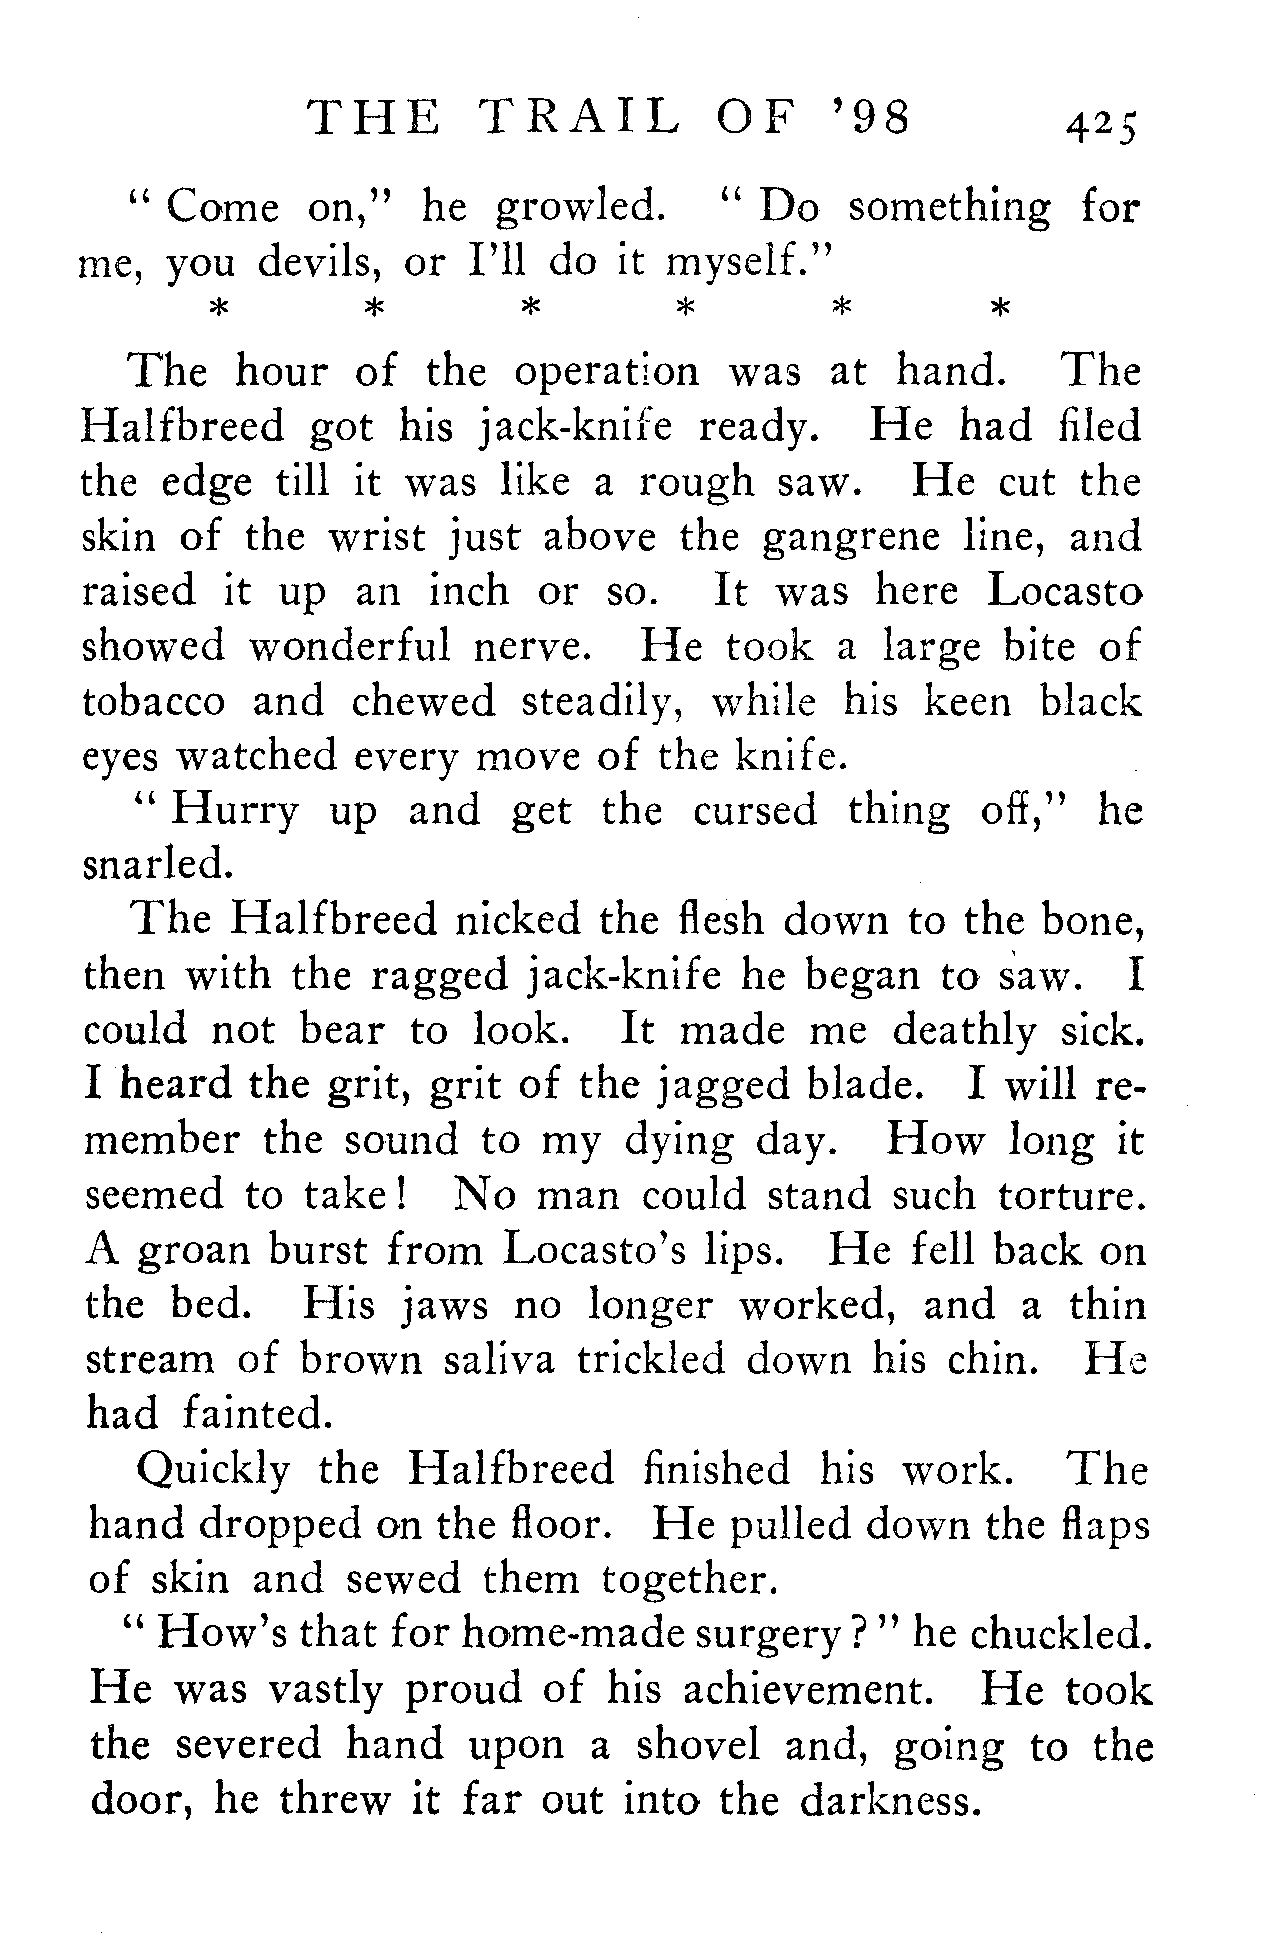 THE TRAIL OF '98 425
" Come on," he growled. " Do something for
me, you devils, or I'll do it myself."
* * * * * *
The hour of the operation was at hand. The
Halfbreed got his jack-knife ready. He had filed
the edge till it was like a rough saw. He cut the
skin of the wrist just above the gangrene line, and
raised it up an inch or so. It was here Locasto
showed wonderful nerve. He took a large bite of
tobacco and chewed steadily, while his keen black
eyes watched every move of the knife.
" Hurry up and get the cursed thing off," he
snarled.
The Halfbreed nicked the flesh down to the bone,
then with the ragged jack-knife he began to saw. I
could not bear to look. It made me deathly sick.
I heard the grit, grit of the jagged blade. I will re-
member the sound to my dying day. How long it
seemed to take! No man could stand such torture.
A groan burst from Locasto's lips. He fell back on
the bed. His jaws no longer worked, and a thin
stream of brown saliva trickled down his chin. He
had fainted.
Quickly the Halfbreed finished his work. The
hand dropped on the floor. He pulled down the flaps
of skin and sewed them together.
" How's that for home-made surgery ? " he chuckled.
He was vastly proud of his achievement. He took
the severed hand upon a shovel and, going to the
door, he threw it far out into the darkness.